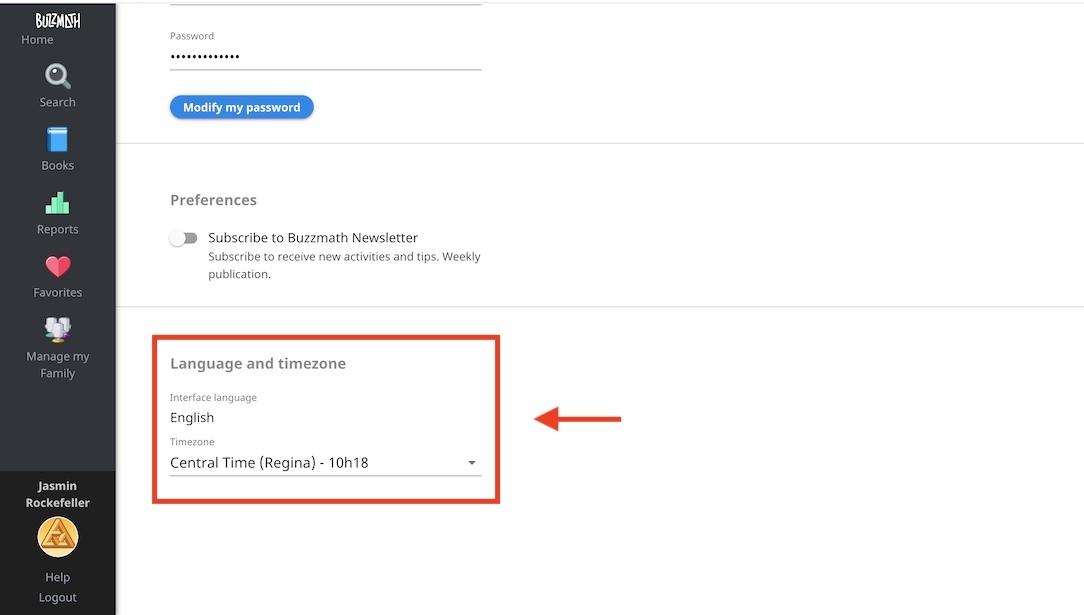 BUZZMATH
Home
Search
Books
Reports
Favorites
Manage my
Family
Jasmin
Rockefeller
Help
Logout
Password
•••••••••••••
Modify my password
Preferences
Subscribe to Buzzmath Newsletter
Subscribe to receive new activities and tips. Weekly
publication.
Language and timezone
Interface language
English
Timezone
Central Time (Regina) - 10h18